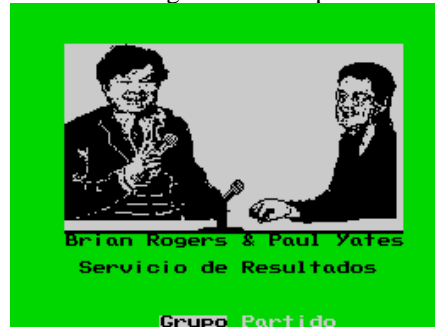 Brian Rogers & Paul Yates
Servicio de Resultados
Grupo Partido